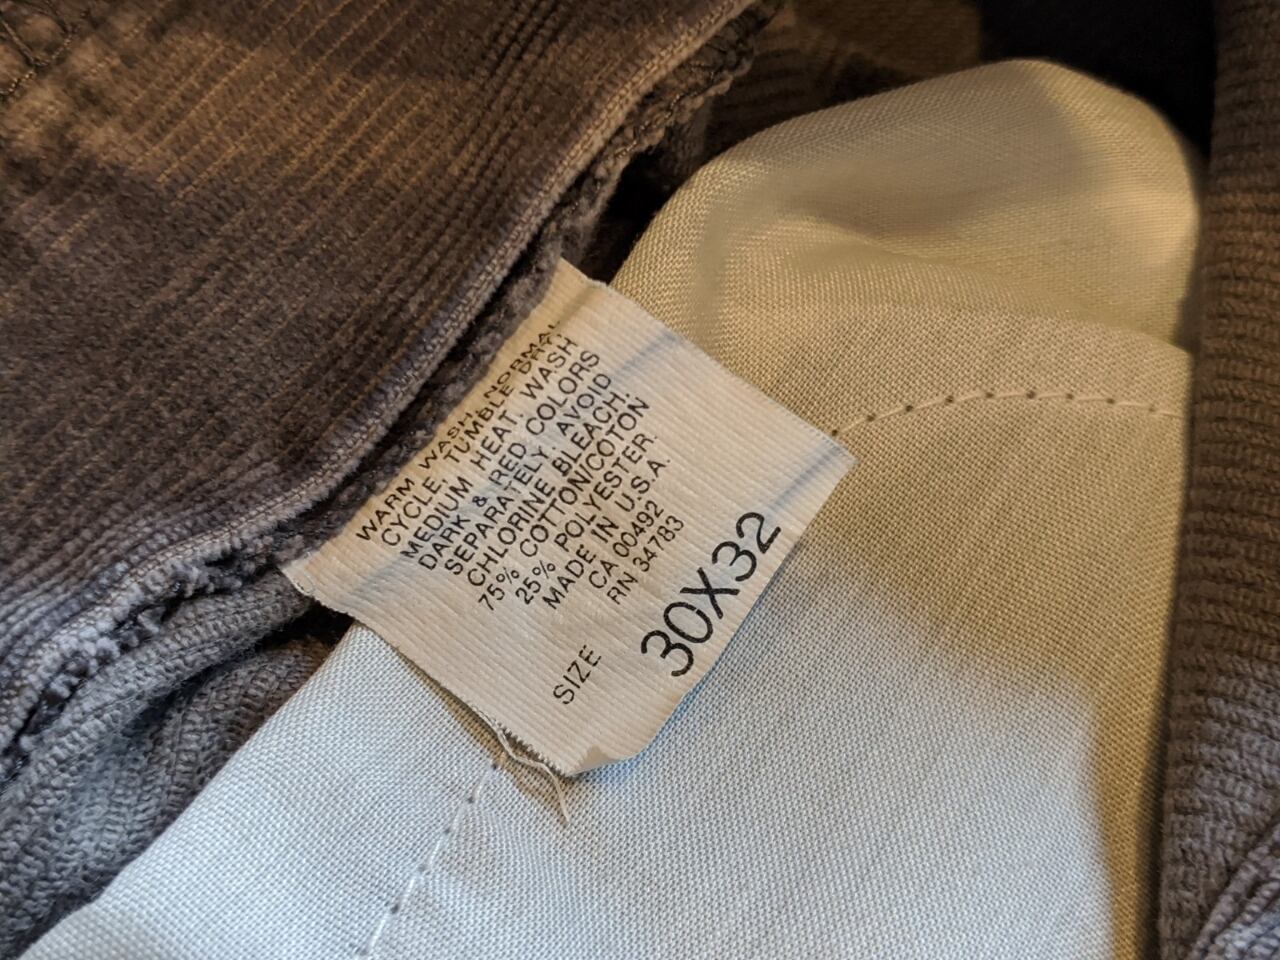 WARM WASH, NORMAL
CYCLE. TUMBLE DRY,
MEDIUM HEAT. WASH
DARK & RED COLORS
SEPARATELY. AVOID
CHLORINE BLEACH.
75% COTTON/COTTON
25% POLYESTER.
MADE IN U.S.A.
CA 00492
RN 34783
SIZE 30X32